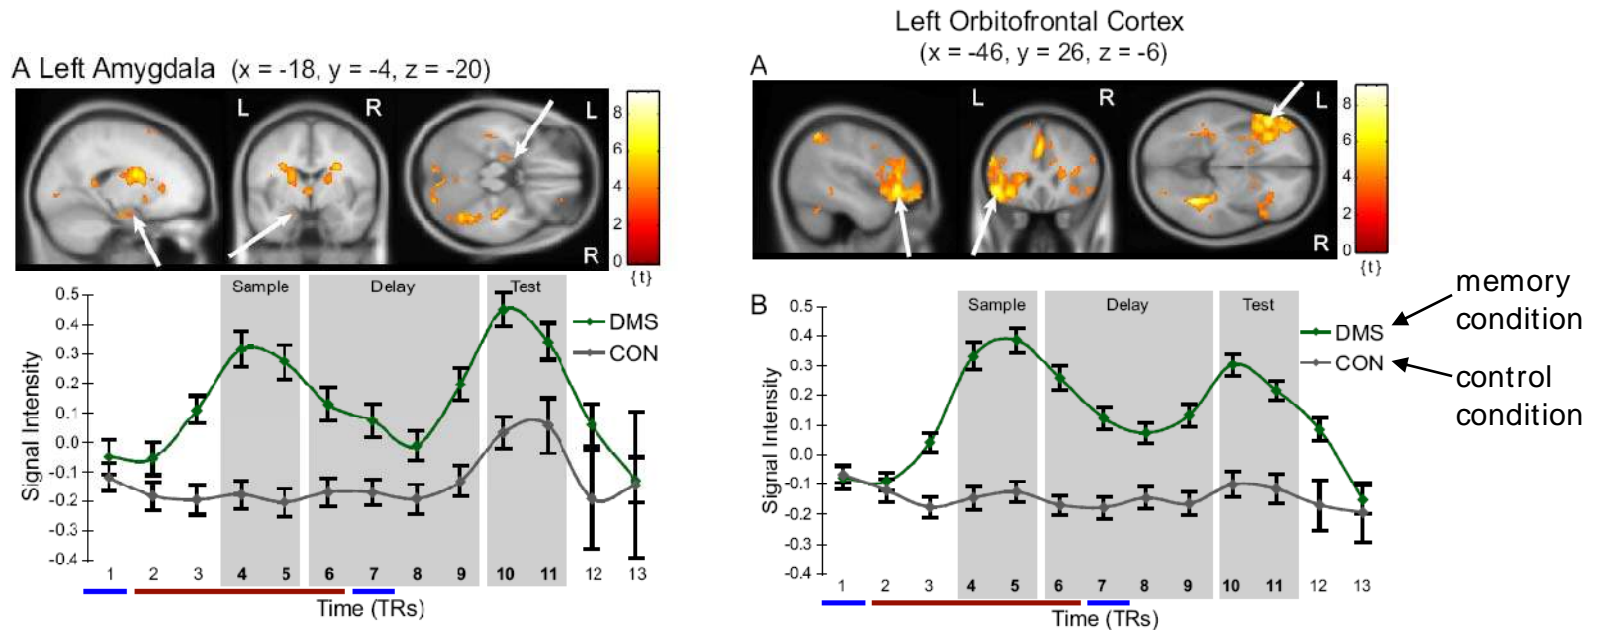 A Left Amygdala (x = -18, y = -4, z = -20)
L
R
L
R
8
6
4
2
0
{t}
Sample
Delay
Test
0.5
0.4
0.3
0.2
0.1
0.0
-0.1
-0.2
-0.3
-0.4
Signal Intensity
DMS
CON
1 2 3 4 5 6 7 8 9 10 11 12 13
Time (TRs)
Left Orbitofrontal Cortex
(x = -46, y = 26, z = -6)
A
L
R
L
R
8
6
4
2
0
{t}
B
Sample
Delay
Test
0.5
0.4
0.3
0.2
0.1
0.0
-0.1
-0.2
-0.3
-0.4
Signal Intensity
DMS
CON
memory
condition
control
condition
1 2 3 4 5 6 7 8 9 10 11 12 13
Time (TRs)